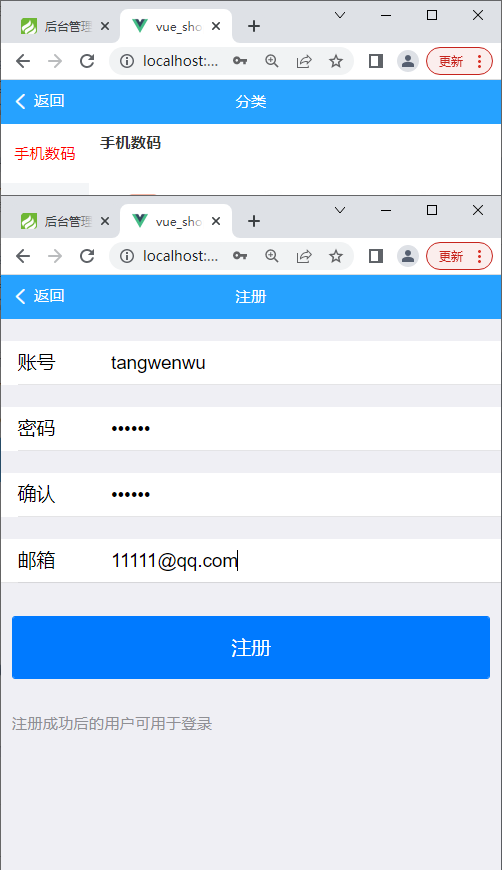 后台管理
vue_sho
localhost:...
更新
返回
分类
手机数码
手机数码
后台管理
vue_sho
localhost:...
更新
返回
注册
账号 tangwenwu
密码 ••••••
确认 ••••••
邮箱 11111@qq.com
注册
注册成功后的用户可用于登录